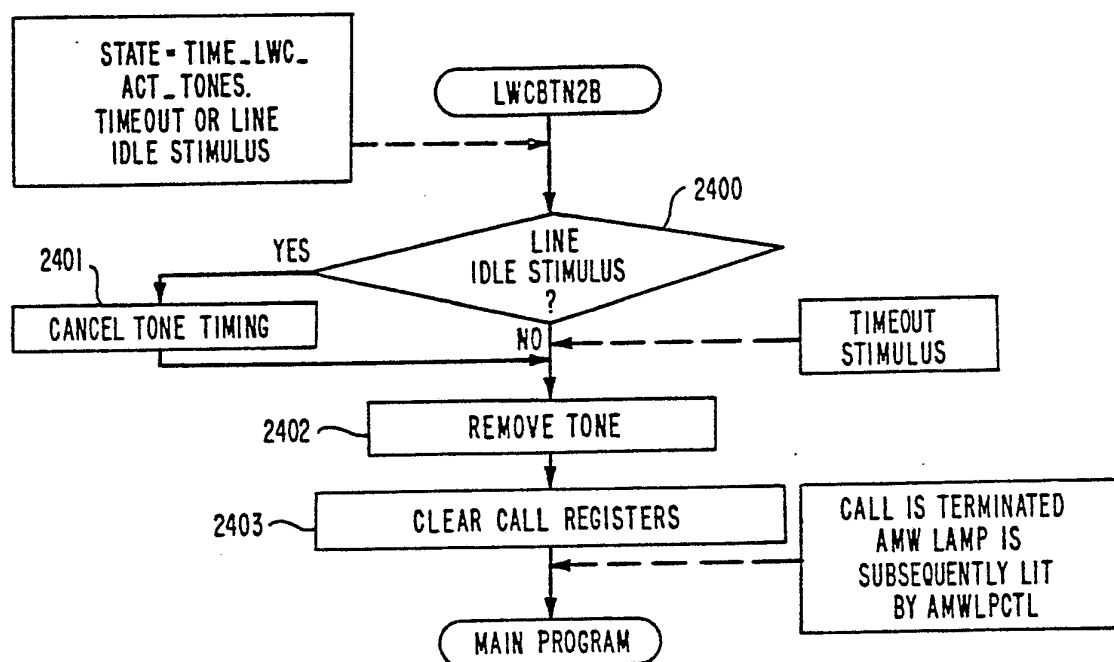 STATE = TIME_LWC_
ACT_TONES.
TIMEOUT OR LINE
IDLE STIMULUS
LWCBTN2B
2400
LINE
IDLE STIMULUS
?
YES
2401
CANCEL TONE TIMING
NO
TIMEOUT
STIMULUS
2402
REMOVE TONE
2403
CLEAR CALL REGISTERS
CALL IS TERMINATED
AMW LAMP IS
SUBSEQUENTLY LIT
BY AMWLPCTL
MAIN PROGRAM